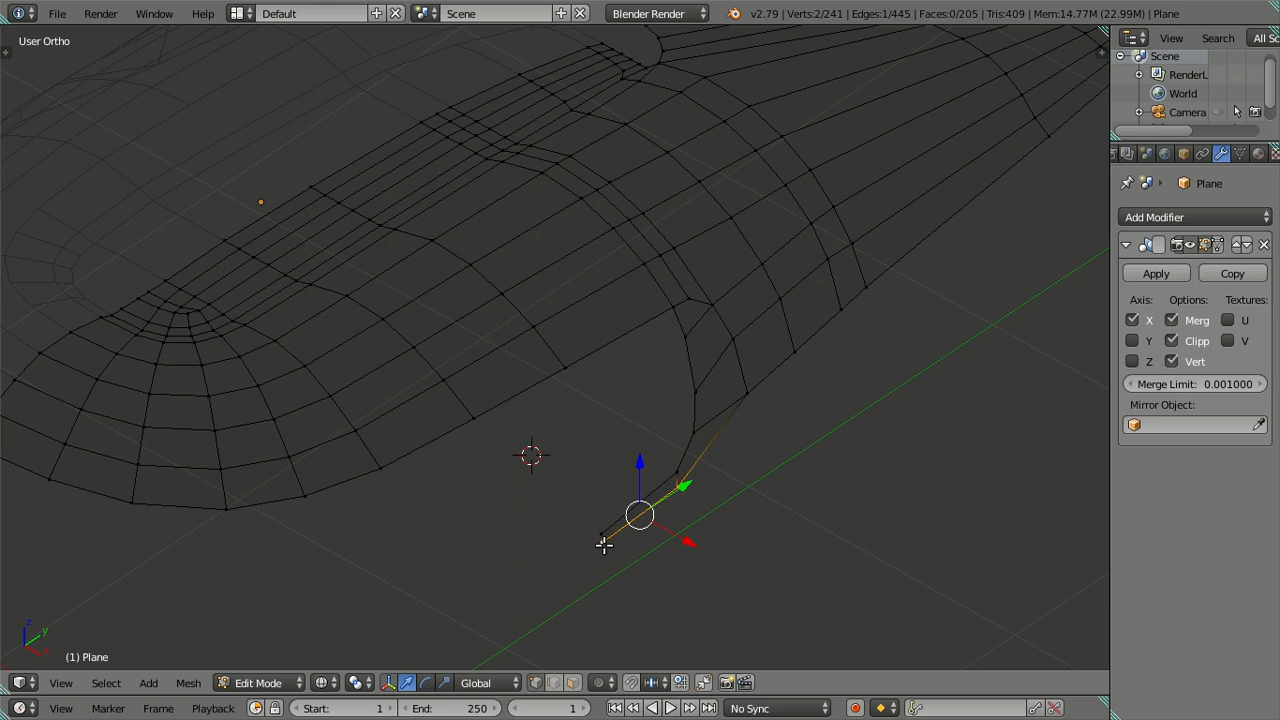 File Render Window Help Default Scene Blender Render v2.79 | Verts:2/241 | Edges:1/445 | Faces:0/205 | Tris:409 | Mem:14.77M (22.99M) | Plane
User Ortho
View Search All Sc
Scene
RenderL
World
Camera
Plane
Add Modifier
Apply Copy
Axis: Options: Textures:
X Merg U
Y Clipp V
Z Vert
Merge Limit: 0.001000
Mirror Object:
z
y
x
(1) Plane
View Select Add Mesh Edit Mode Global
View Marker Frame Playback Start: 1 End: 250 1 No Sync